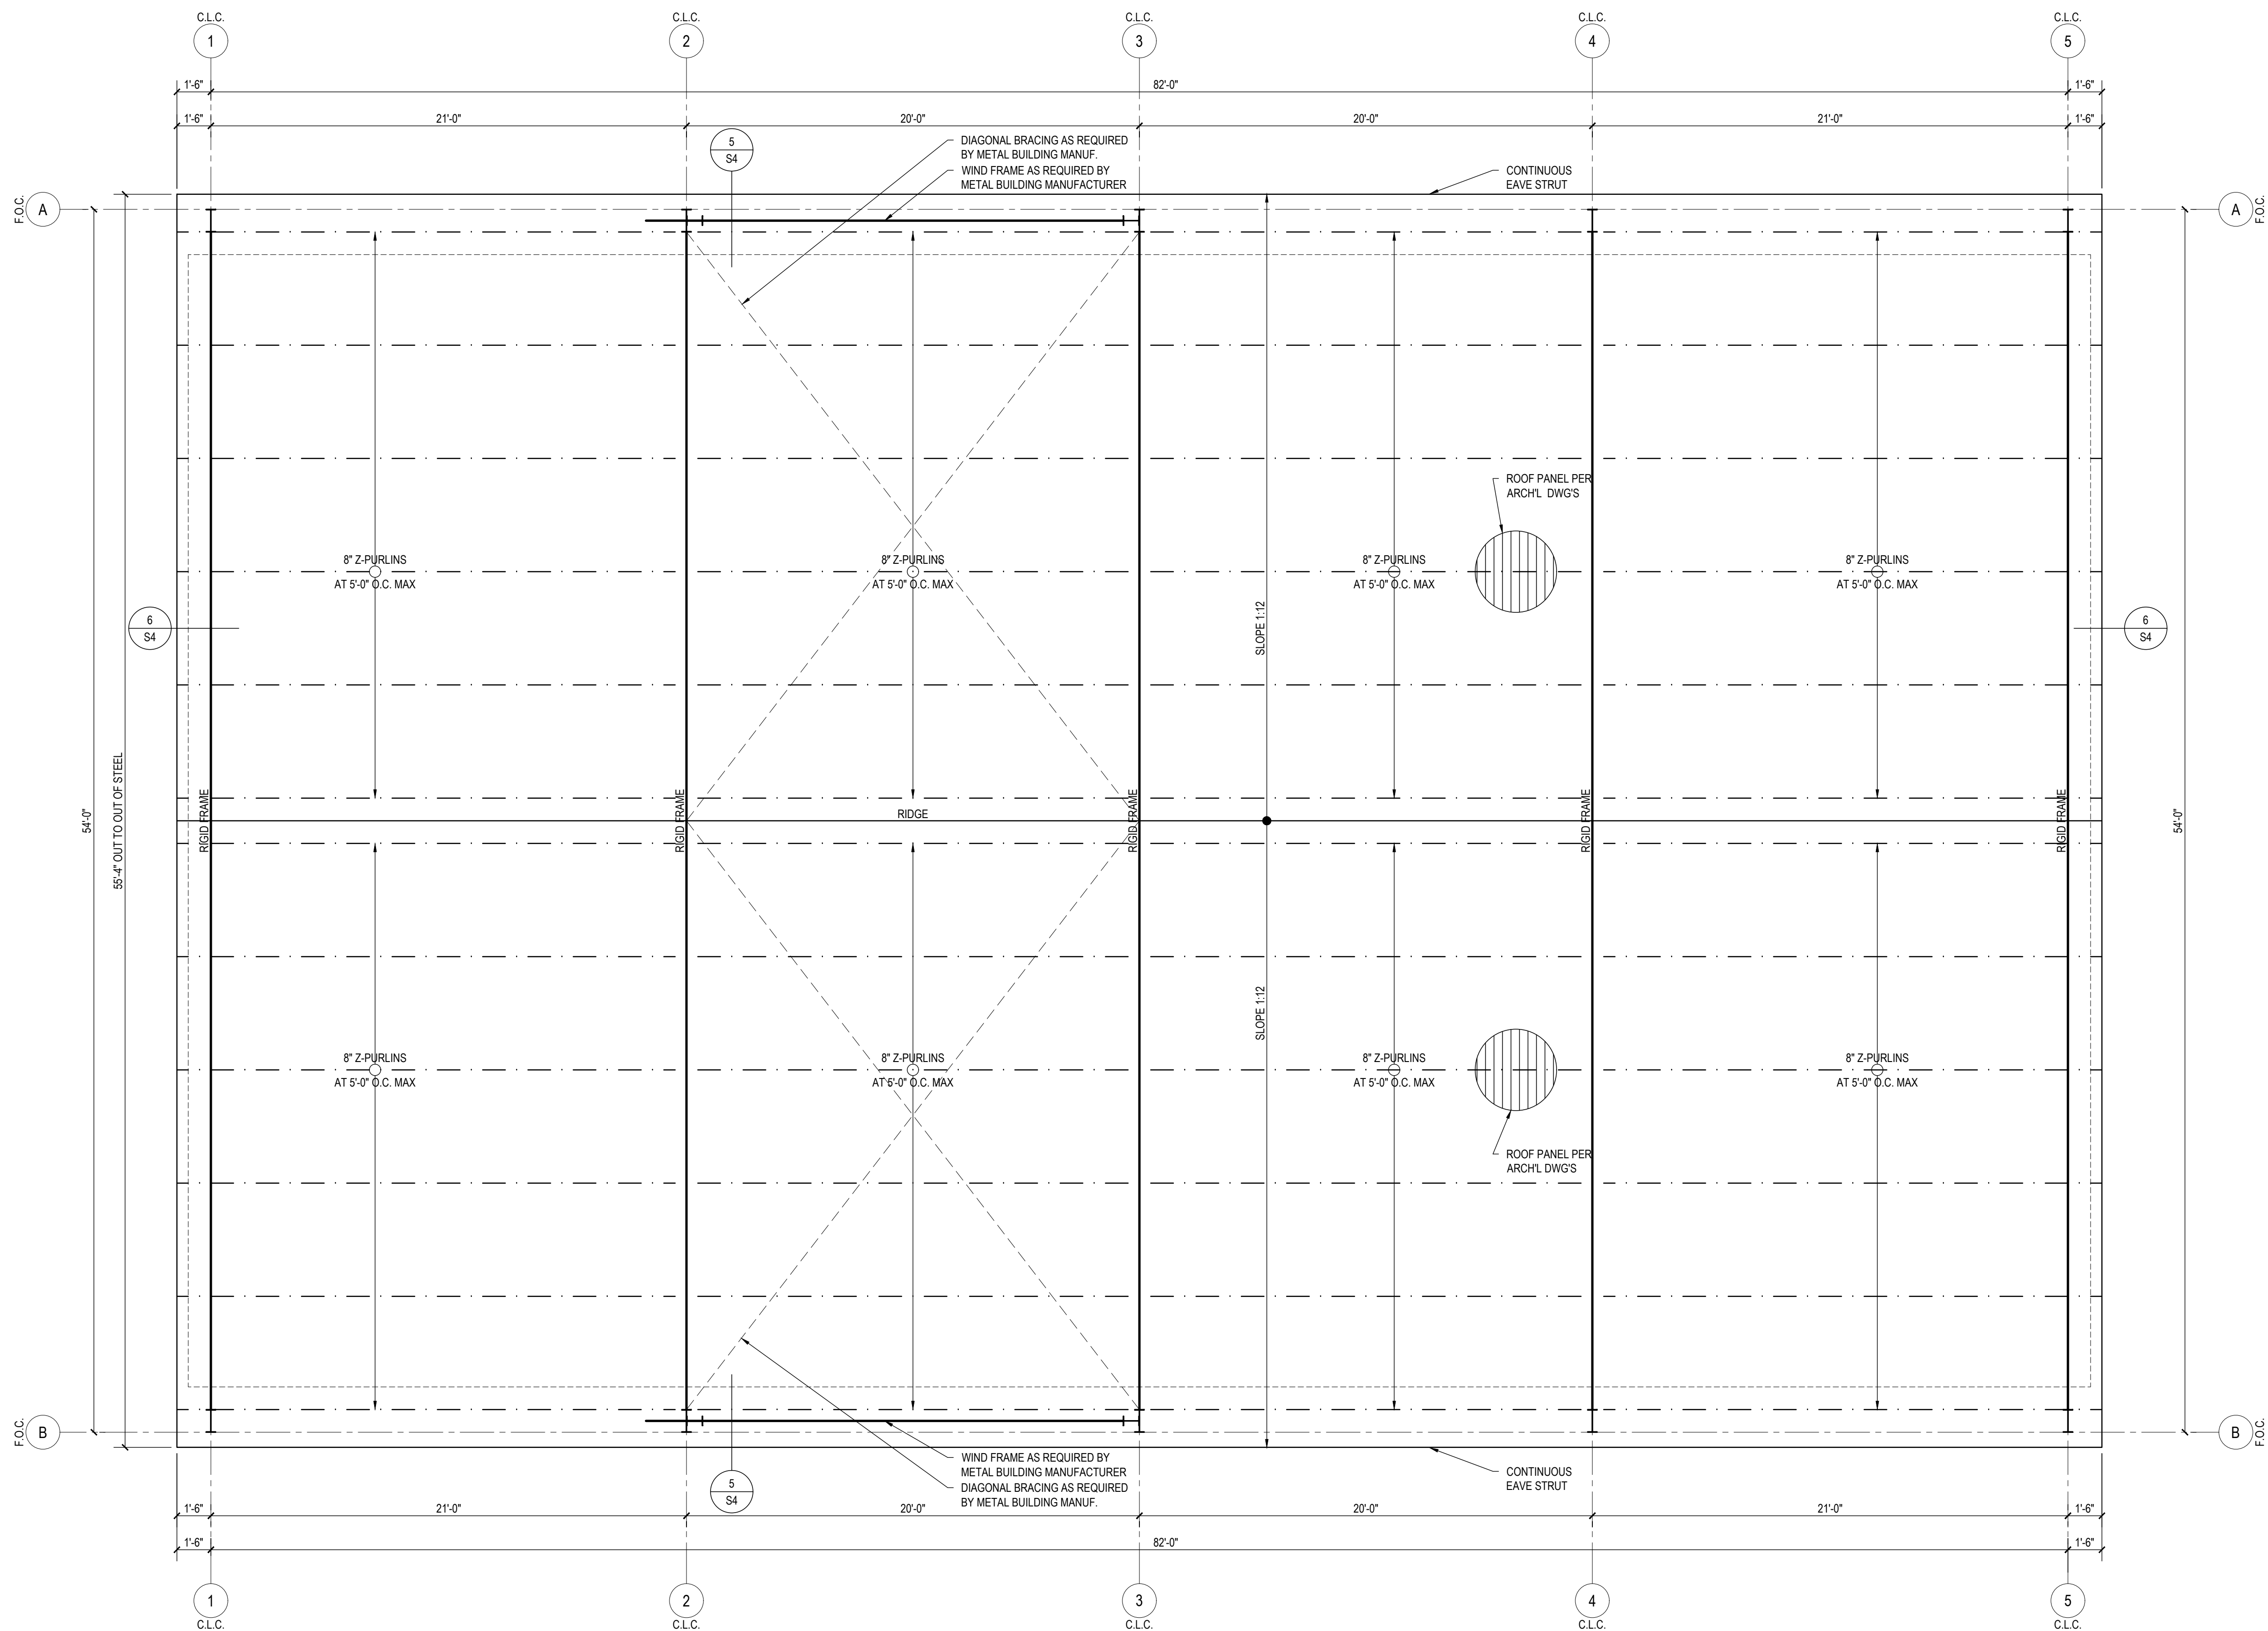 C.L.C. C.L.C. C.L.C. C.L.C. C.L.C.
1 2 3 4 5
1'-6" 82'-0" 1'-6"
1'-6" 21'-0" 20'-0" 20'-0" 21'-0" 1'-6"
5
S4
DIAGONAL BRACING AS REQUIRED
BY METAL BUILDING MANUF.
WIND FRAME AS REQUIRED BY
METAL BUILDING MANUFACTURER
CONTINUOUS
EAVE STRUT
F.O.C.
A
A
F.O.C.
ROOF PANEL PER
ARCH'L DWG'S
8" Z-PURLINS
AT 5'-0" O.C. MAX
8" Z-PURLINS
AT 5'-0" O.C. MAX
8" Z-PURLINS
AT 5'-0" O.C. MAX
8" Z-PURLINS
AT 5'-0" O.C. MAX
6
S4
SLOPE 1:12
6
S4
54'-0"
55'-4" OUT TO OUT OF STEEL
RIGID FRAME
RIGID FRAME
RIDGE
RIGID FRAME
RIGID FRAME
RIGID FRAME
54'-0"
SLOPE 1:12
8" Z-PURLINS
AT 5'-0" O.C. MAX
8" Z-PURLINS
AT 5'-0" O.C. MAX
8" Z-PURLINS
AT 5'-0" O.C. MAX
8" Z-PURLINS
AT 5'-0" O.C. MAX
ROOF PANEL PER
ARCH'L DWG'S
F.O.C.
B
B
F.O.C.
WIND FRAME AS REQUIRED BY
METAL BUILDING MANUFACTURER
DIAGONAL BRACING AS REQUIRED
BY METAL BUILDING MANUF.
CONTINUOUS
EAVE STRUT
5
S4
1'-6" 21'-0" 20'-0" 20'-0" 21'-0" 1'-6"
1'-6" 82'-0" 1'-6"
1 2 3 4 5
C.L.C. C.L.C. C.L.C. C.L.C. C.L.C.